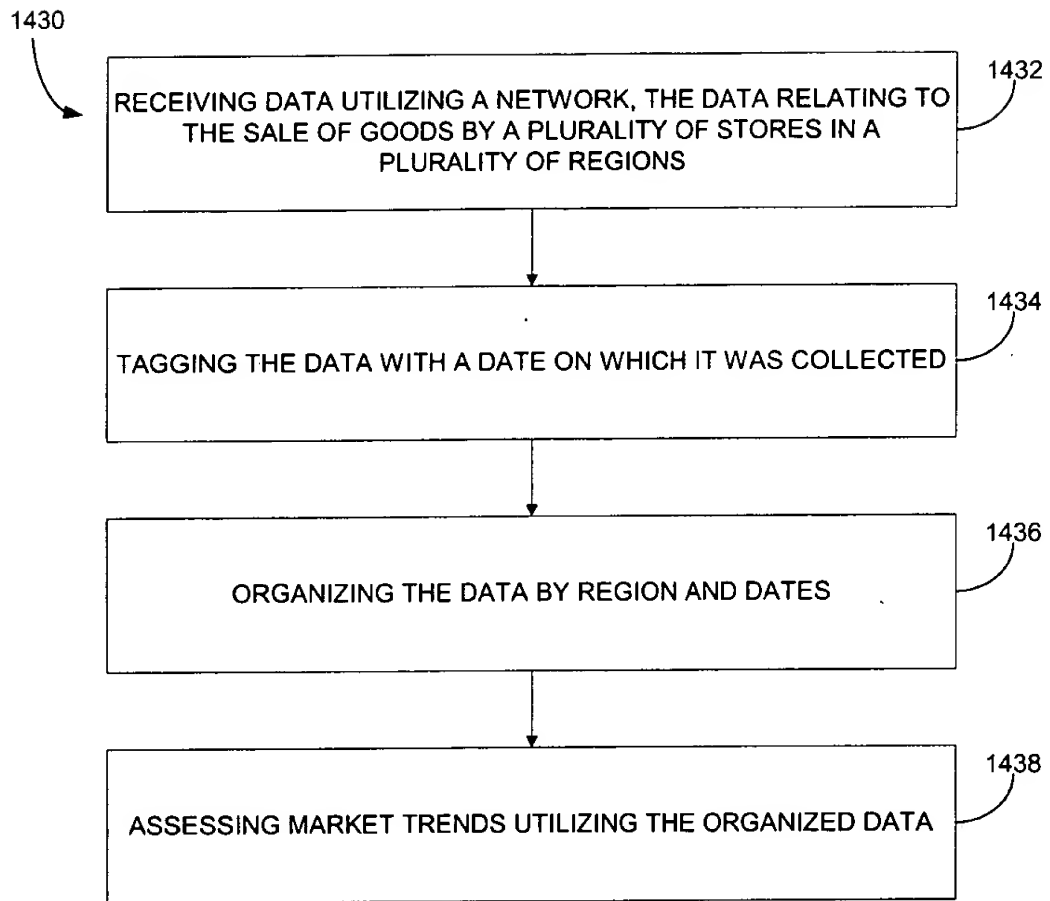 1430
1432
RECEIVING DATA UTILIZING A NETWORK, THE DATA RELATING TO
THE SALE OF GOODS BY A PLURALITY OF STORES IN A
PLURALITY OF REGIONS
1434
TAGGING THE DATA WITH A DATE ON WHICH IT WAS COLLECTED
1436
ORGANIZING THE DATA BY REGION AND DATES
1438
ASSESSING MARKET TRENDS UTILIZING THE ORGANIZED DATA